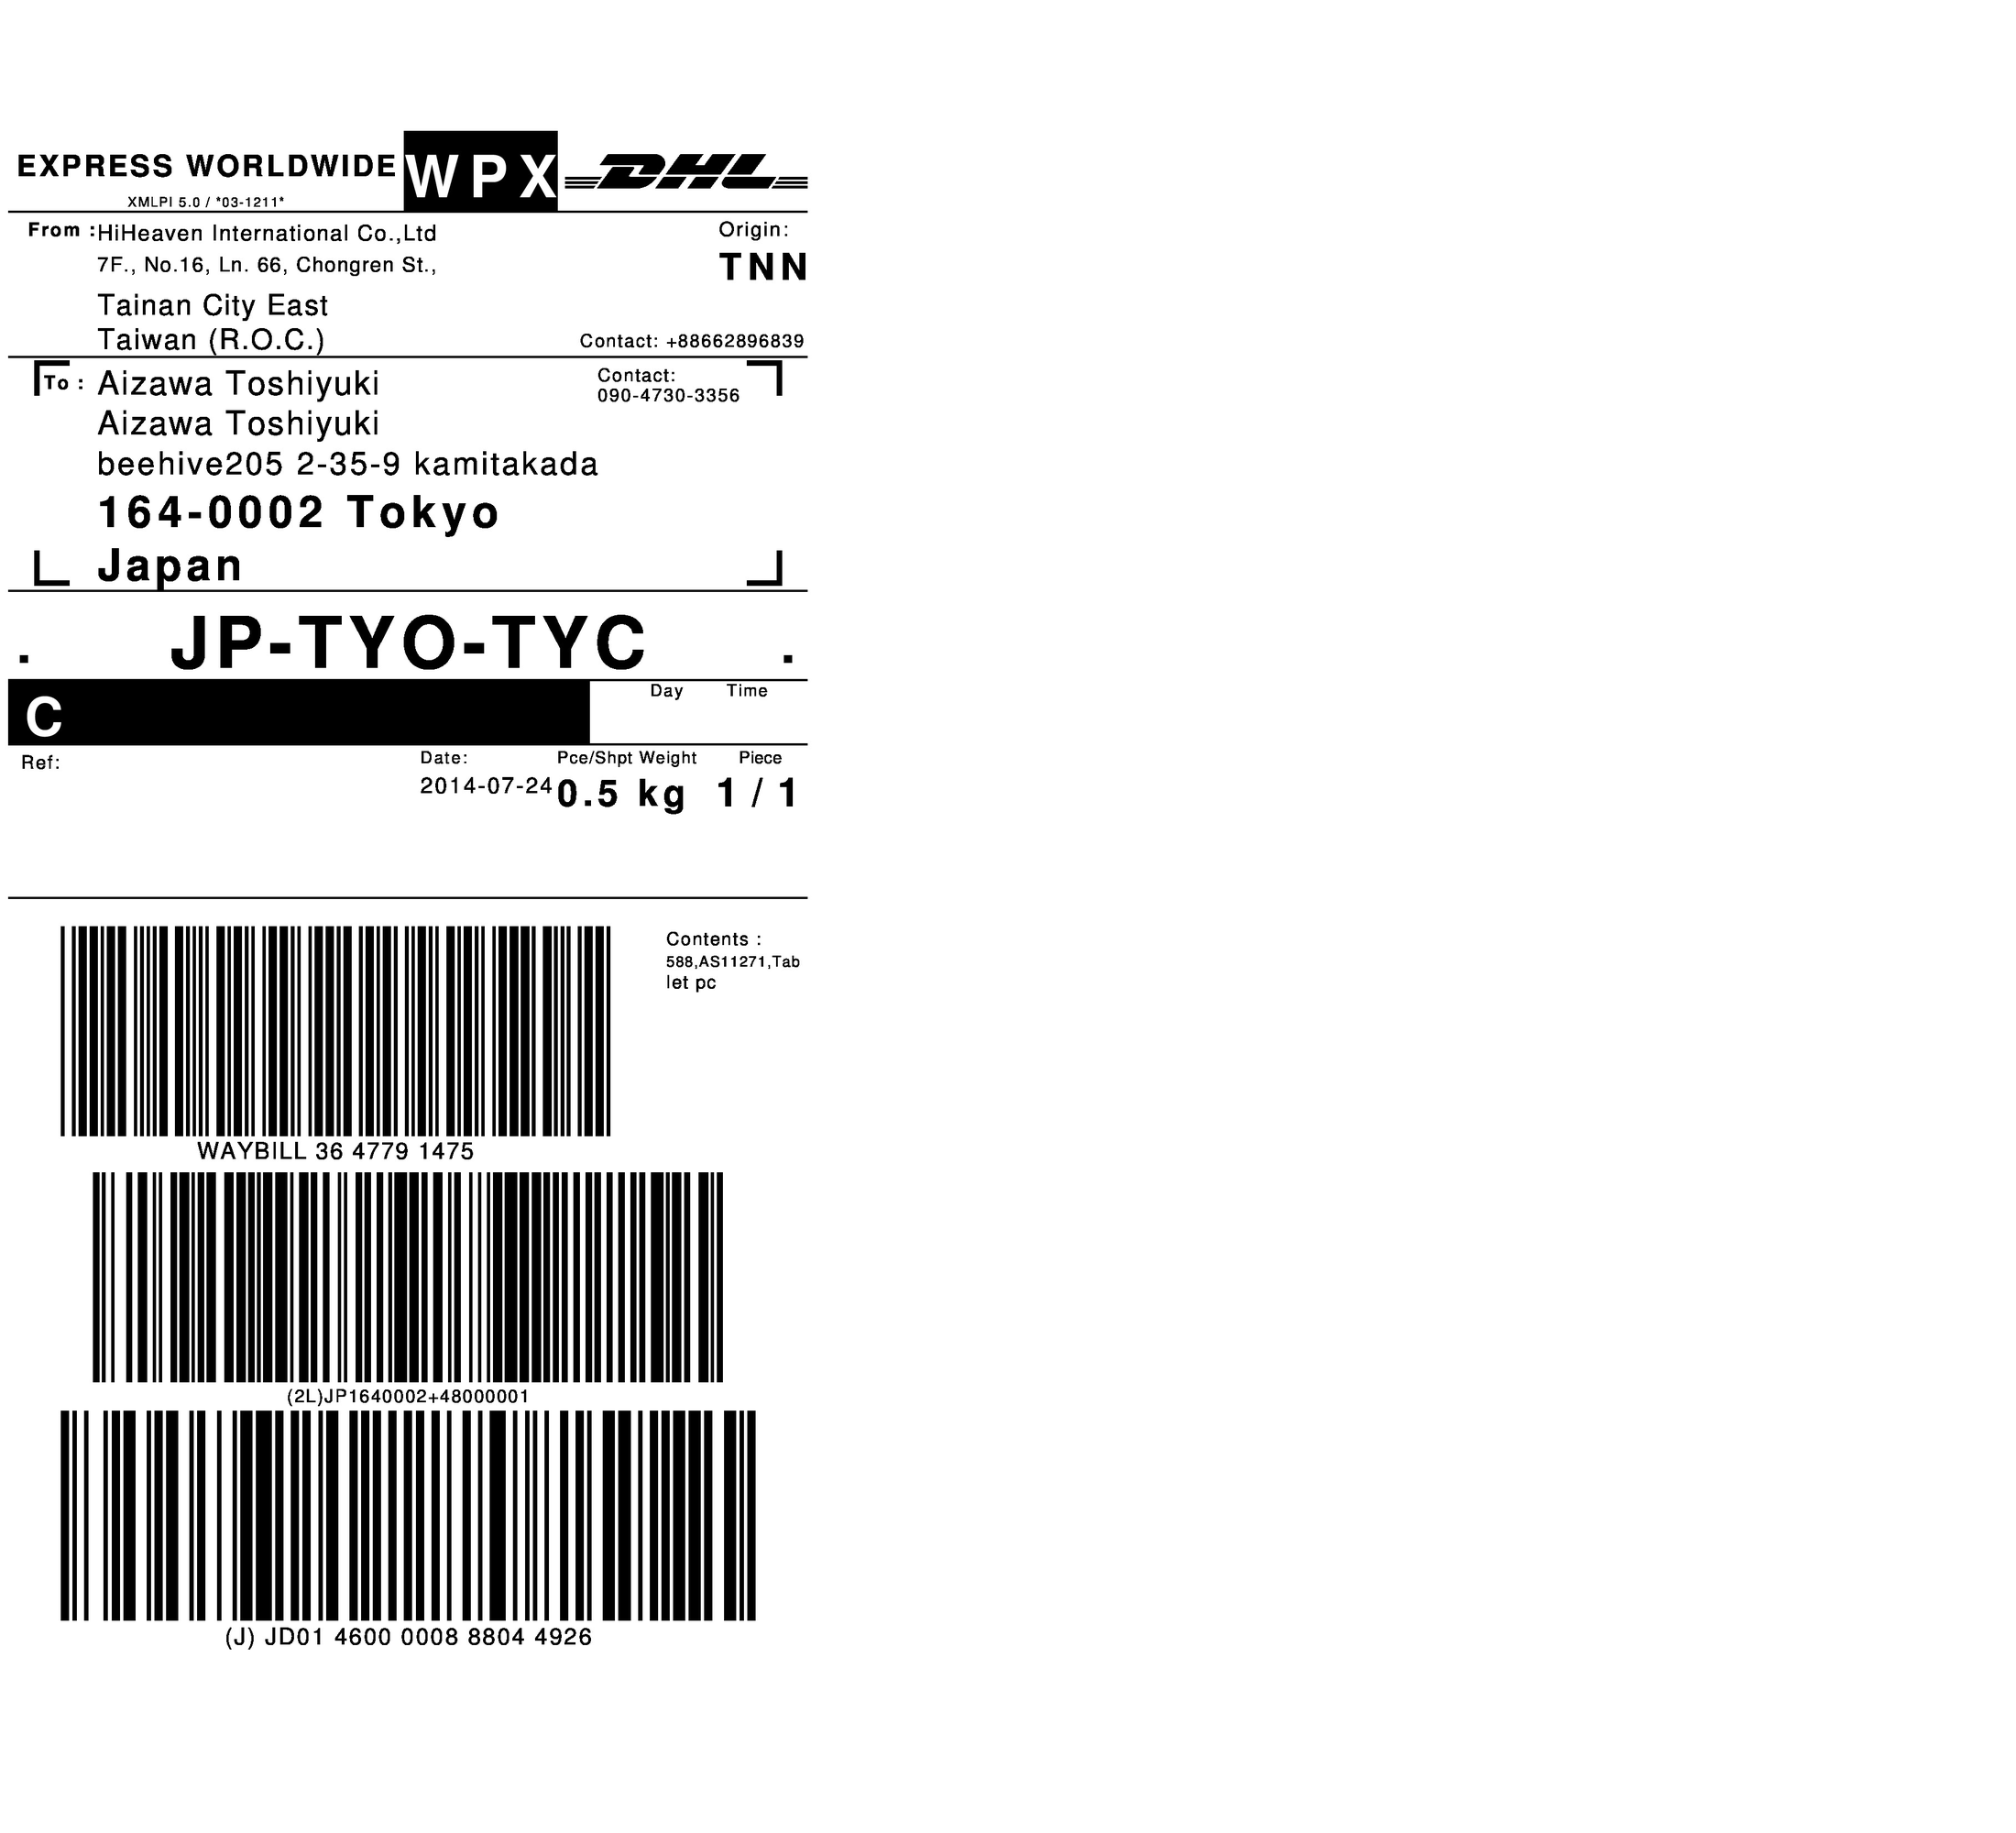 EXPRESS WORLDWIDE WPX DHL
XMLPI 5.0 / *03-1211*
From : HiHeaven International Co.,Ltd
Origin:
7F., No.16, Ln. 66, Chongren St.,
TNN
Tainan City East
Taiwan (R.O.C.)
Contact: +88662896839
To : Aizawa Toshiyuki
Contact:
090-4730-3356
Aizawa Toshiyuki
beehive205 2-35-9 kamitakada
164-0002 Tokyo
Japan
. JP-TYO-TYC .
C
Day Time
Ref:
Date: Pce/Shpt Weight Piece
2014-07-24 0.5 kg 1 / 1
Contents :
588,AS11271,Tab
let pc
WAYBILL 36 4779 1475
(2L)JP1640002+48000001
(J) JD01 4600 0008 8804 4926